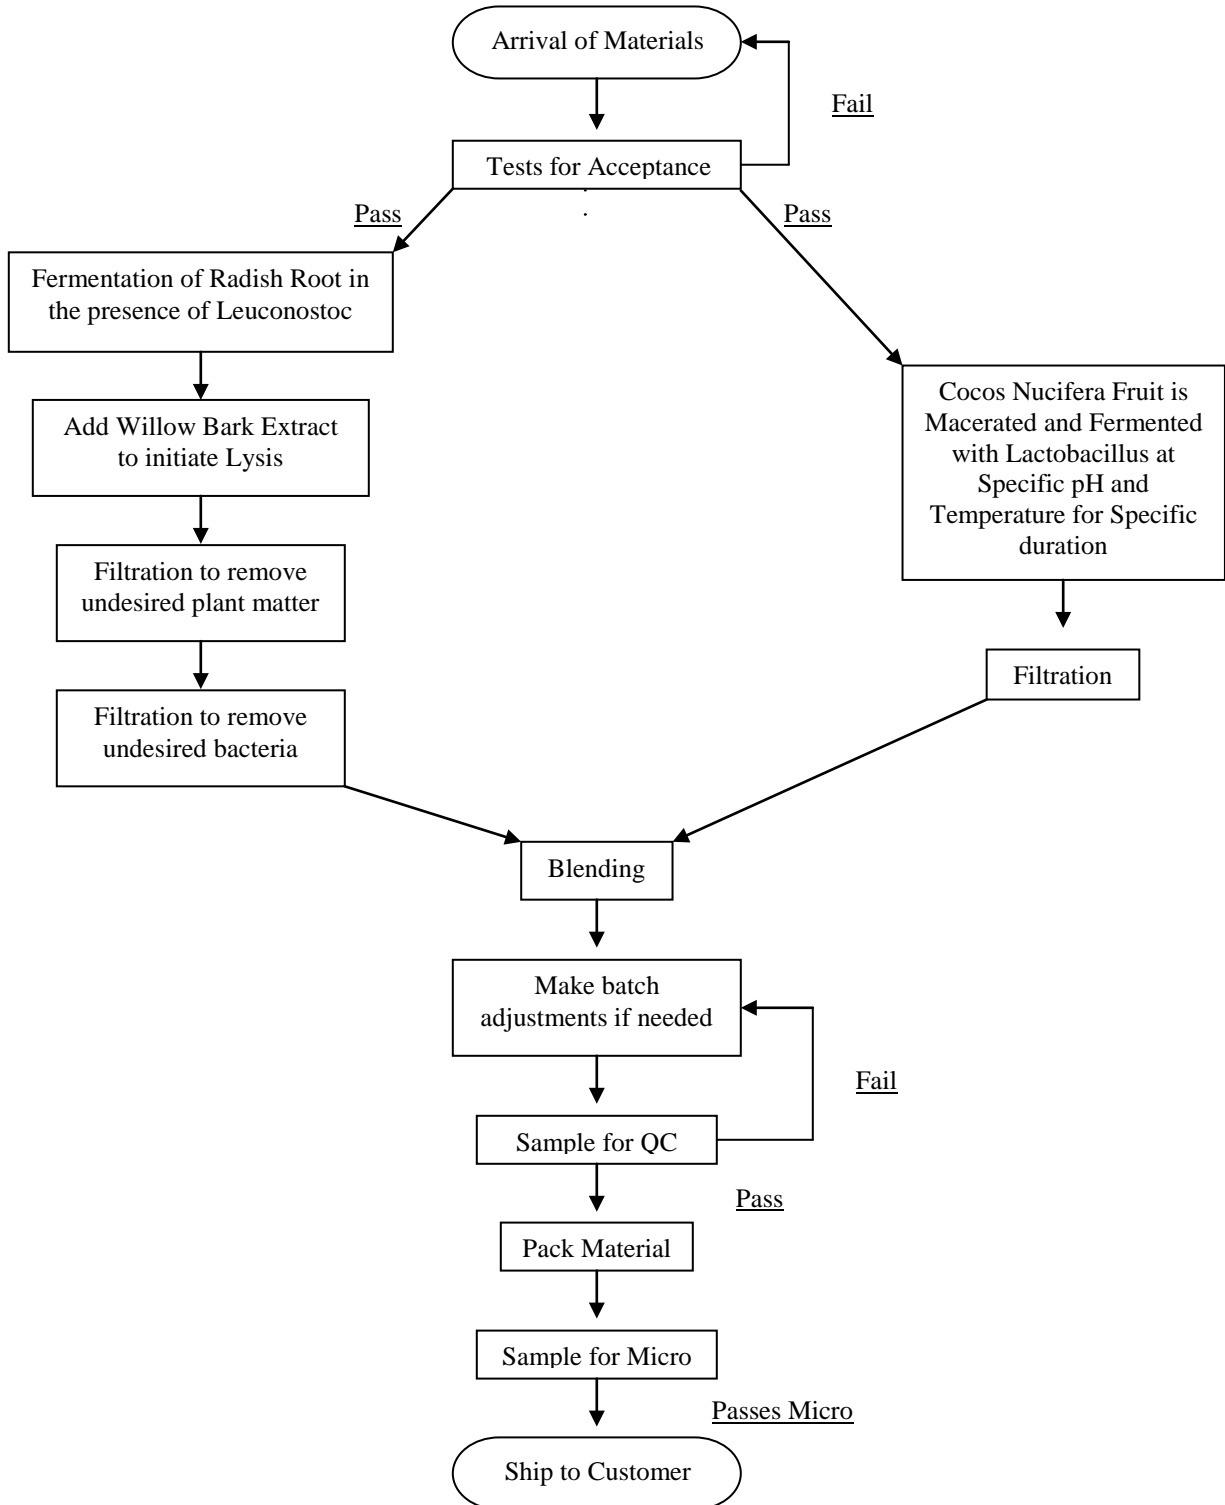 Arrival of Materials
Fail
Tests for Acceptance
Pass
Pass
Fermentation of Radish Root in
the presence of Leuconostoc
Add Willow Bark Extract
to initiate Lysis
Filtration to remove
undesired plant matter
Filtration to remove
undesired bacteria
Cocos Nucifera Fruit is
Macerated and Fermented
with Lactobacillus at
Specific pH and
Temperature for Specific
duration
Filtration
Blending
Make batch
adjustments if needed
Fail
Sample for QC
Pass
Pack Material
Sample for Micro
Passes Micro
Ship to Customer